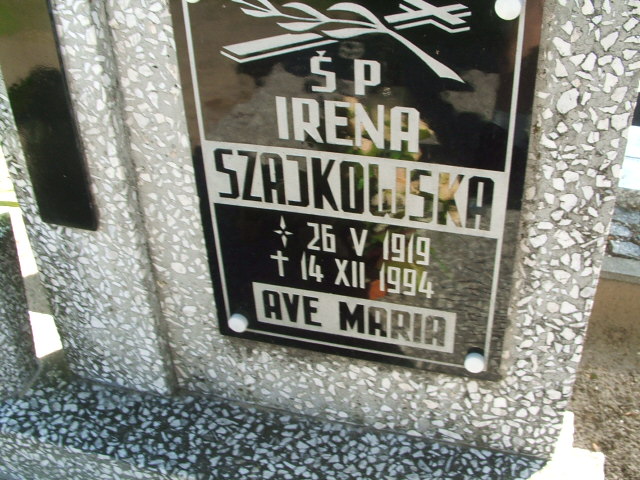 Ś P
IRENA
SZAJKOWSKA
26 V 1919
14 XII 1994
AVE MARIA